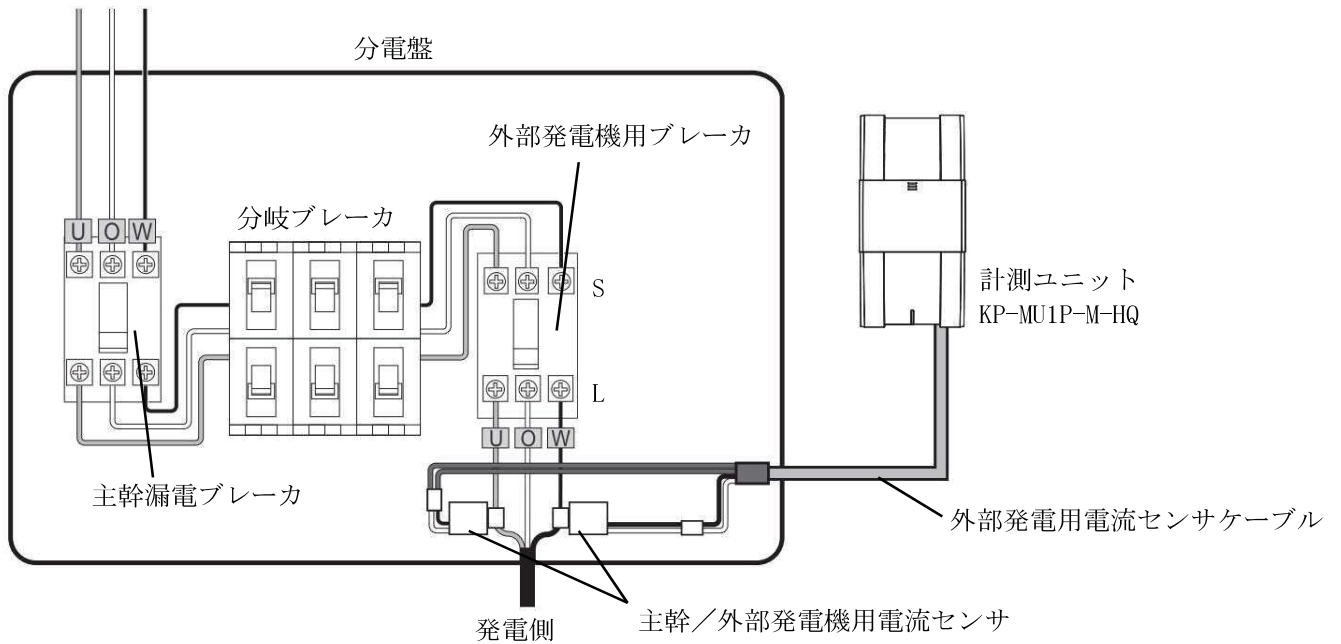 分電盤
外部発電機用ブレーカ
分岐ブレーカ
U O W
S
計測ユニット
KP-MU1P-M-HQ
L
U O W
主幹漏電ブレーカ
外部発電用電流センサケーブル
発電側
主幹／外部発電機用電流センサ